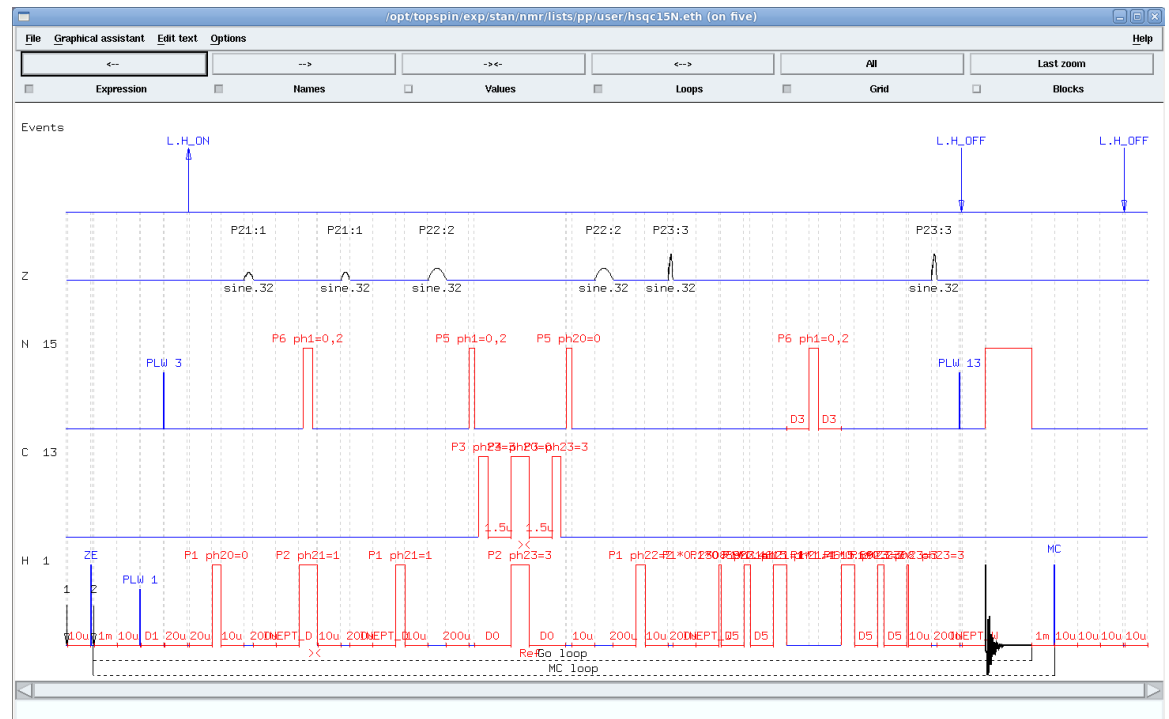 /opt/topspin/exp/stan/nmr/lists/pp/user/hsqc15N.eth (on five)
File Graphical assistant Edit text Options Help
<-- --> -><- <--> All Last zoom
Expression Names Values Loops Grid Blocks
Events
L.H_ON L.H_OFF L.H_OFF
P21:1 P21:1 P22:2 P22:2 P23:3 P23:3
Z
sine.32 sine.32 sine.32 sine.32 sine.32 sine.32
P6 ph1=0,2 P5 ph1=0,2 P5 ph20=0 P6 ph1=0,2
N 15
PLW 3 PLW 13
D3 D3
P3 ph23=3
C 13
1.5u 1.5u
ZE P1 ph20=0 P2 ph21=1 P1 ph21=1 P2 ph23=3 P1 ph22=2 MC
H 1
PLW 1
1 2
10u 1m 10u D1 20u 20u 10u 10u 10u 200u D0 D0 10u 200u 10u D5 D5 D5 D5 10u 1m 10u 10u 10u 10u
Go loop
MC loop